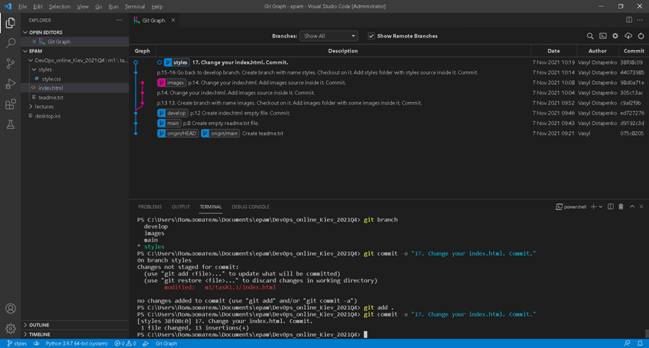 File Edit Selection View Go Run Terminal Help
Git Graph - Visual Studio Code [Administrator]
EXPLORER
OPEN EDITORS
Git Graph
EPAM
DevOps_online_Kiev_2021Q4 \ m1 \ ta...
styles
style.css
index.html
readme.txt
lectures
desktop.ini
OUTLINE
TIMELINE
Git Graph
Branches: Show All
Show Remote Branches
Graph Description Date Author Commit
styles 17. Change your index.html. Commit. 7 Nov 2021 10:19 Vasyl Ostapenko 38f08c0b
p.15-16 Go back to develop branch. Create branch with name styles. Checkout on it. Add styles folder with styles source inside it. Commit. 7 Nov 2021 10:14 Vasyl Ostapenko 44073985
images p.14. Change your index.html. Add images source inside it. Commit. 7 Nov 2021 10:08 Vasyl Ostapenko
p.14. Change your index.html. Add images source inside it. Commit. 7 Nov 2021 10:04 Vasyl Ostapenko
p.13 13. Create branch with name images. Checkout on it. Add images folder with some images inside it. Commit. 7 Nov 2021 09:52 Vasyl Ostapenko
develop p.12 Create index.html empty file. Commit. 7 Nov 2021 09:46 Vasyl Ostapenko ed727276
main p.8 Create empty readme.txt file. 7 Nov 2021 09:43 Vasyl Ostapenko
origin/HEAD origin/main Create readme.txt 7 Nov 2021 09:21 Vasyl 075c8205
PROBLEMS OUTPUT TERMINAL DEBUG CONSOLE
powershell
PS C:\Users\Пользователь\Documents\epam\DevOps_online_Kiev_2021Q4> git branch
develop
images
main
* styles
PS C:\Users\Пользователь\Documents\epam\DevOps_online_Kiev_2021Q4> git commit -m "17. Change your index.html. Commit."
On branch styles
Changes not staged for commit:
(use "git add <file>..." to update what will be committed)
(use "git restore <file>..." to discard changes in working directory)
modified: m1/task1.1/index.html
no changes added to commit (use "git add" and/or "git commit -a")
PS C:\Users\Пользователь\Documents\epam\DevOps_online_Kiev_2021Q4> git add .
PS C:\Users\Пользователь\Documents\epam\DevOps_online_Kiev_2021Q4> git commit -m "17. Change your index.html. Commit."
[styles 38f08c0] 17. Change your index.html. Commit.
1 file changed, 13 insertions(+)
PS C:\Users\Пользователь\Documents\epam\DevOps_online_Kiev_2021Q4>
styles Python 3.9.7 64-bit (system) 0 0 Git Graph